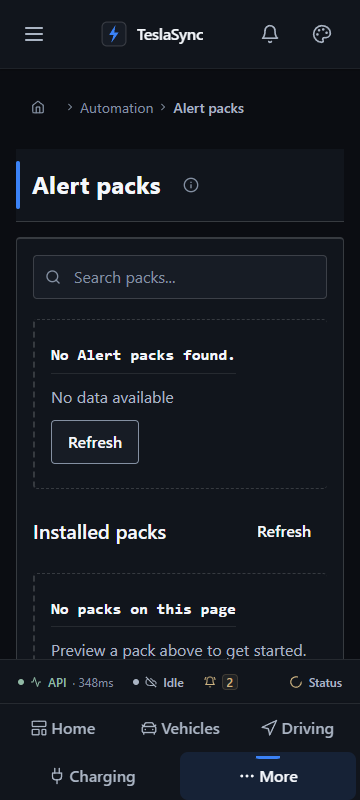 TeslaSync
Automation Alert packs
Alert packs
Search packs...
No Alert packs found.
No data available
Refresh
Installed packs Refresh
No packs on this page
Preview a pack above to get started.
API · 348ms Idle 2 Status
Home Vehicles Driving
Charging More